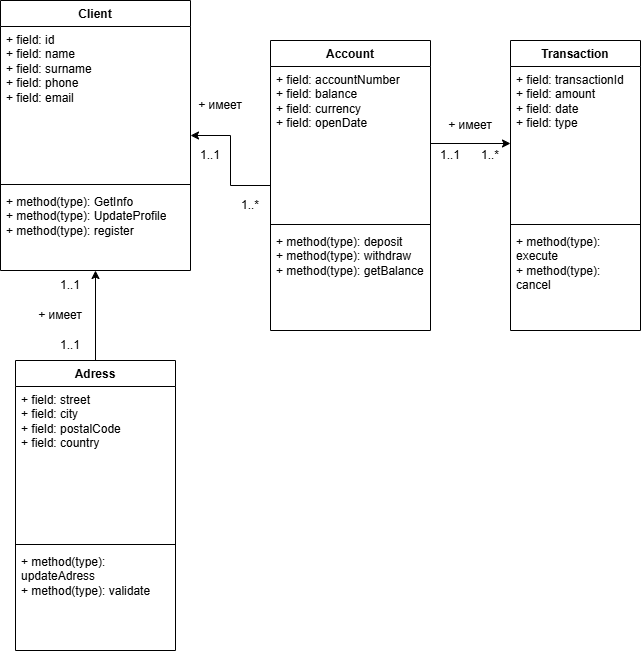 Client
+ field: id
+ field: name
+ field: surname
+ field: phone
+ field: email
+ method(type): GetInfo
+ method(type): UpdateProfile
+ method(type): register
+ имеет
1..1
1..*
Account
+ field: accountNumber
+ field: balance
+ field: currency
+ field: openDate
+ method(type): deposit
+ method(type): withdraw
+ method(type): getBalance
+ имеет
1..1
1..*
Transaction
+ field: transactionId
+ field: amount
+ field: date
+ field: type
+ method(type):
execute
+ method(type):
cancel
1..1
+ имеет
1..1
Adress
+ field: street
+ field: city
+ field: postalCode
+ field: country
+ method(type):
updateAdress
+ method(type): validate